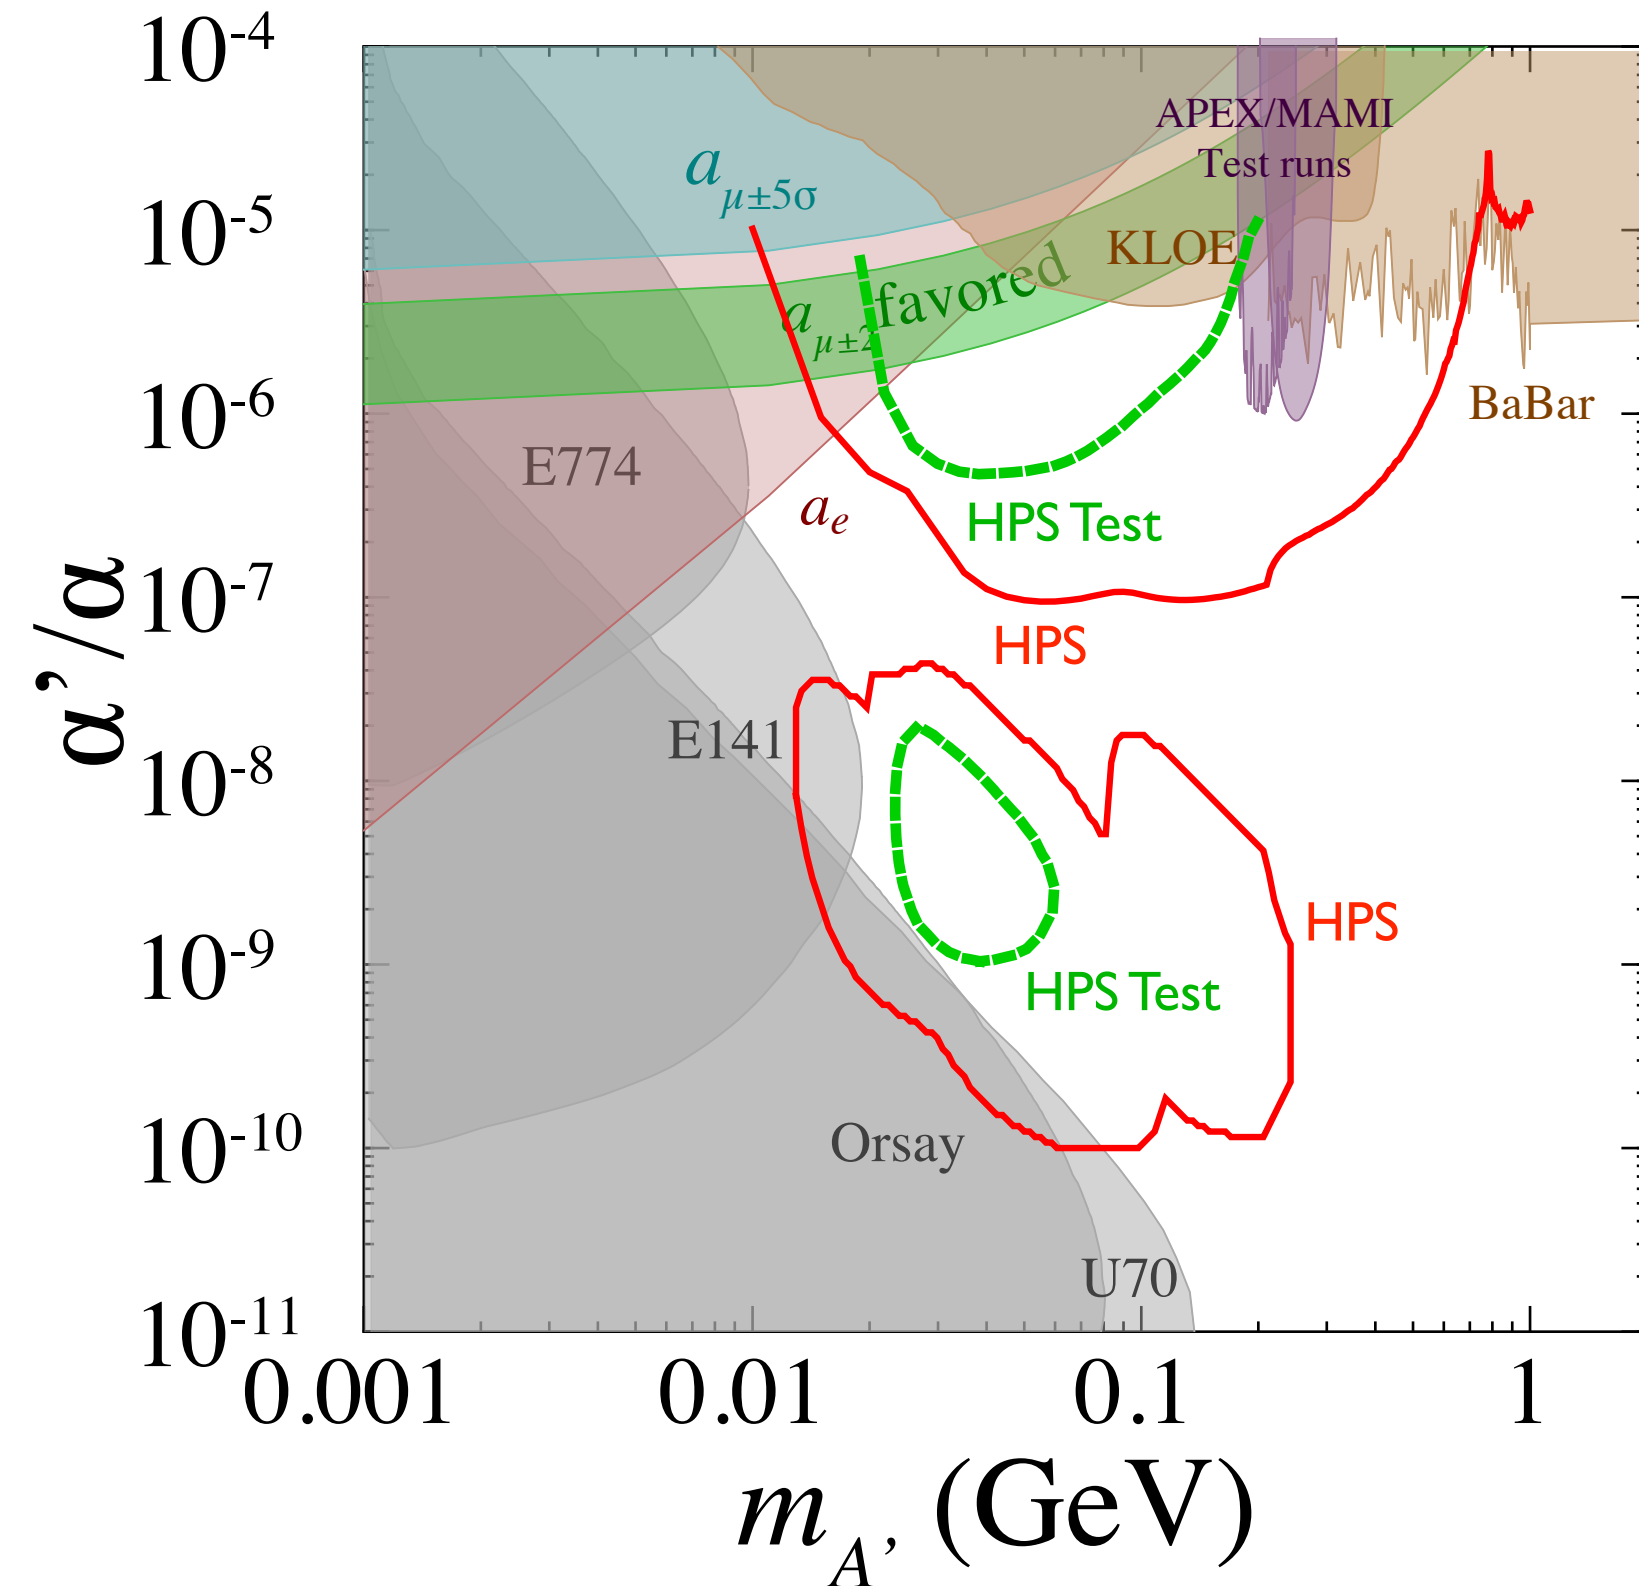 10-4
APEX/MAMI
Test runs
aμ±5σ
10-5
KLOE
favored
aμ±2
10-6
BaBar
E774
ae
HPS Test
α’/α
10-7
HPS
E141
10-8
HPS
10-9
HPS Test
10-10
Orsay
U70
10-11
0.001 0.01 0.1 1
mA’ (GeV)